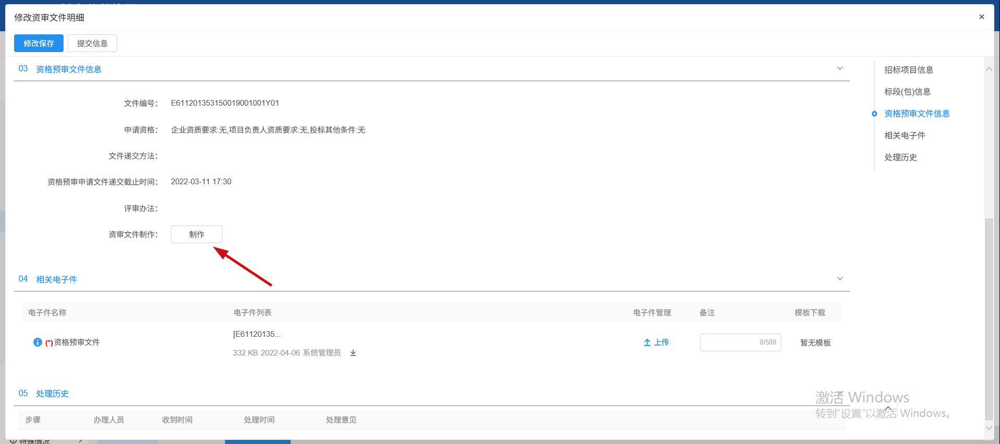 修改资审文件明细
×
修改保存 提交信息
03 资格预审文件信息
文件编号： E6112013531500190010​01Y01
申请资格： 企业资质要求:无,项目负责人资质要求:无,投标其他条件:无
文件递交方法：
资格预审申请文件递交截止时间： 2022-03-11 17:30
评审办法：
资审文件制作： 制作
招标项目信息
标段(包)信息
资格预审文件信息
相关电子件
处理历史
04 相关电子件
电子件名称 电子件列表 电子件管理 备注 模板下载
(*)资格预审文件 [E61120135... 上传 0/500 暂无模板
332 KB 2022-04-06 系统管理员
05 处理历史
步骤 办理人员 收到时间 处理时间 处理意见
激活 Windows
转到“设置”以激活 Windows。
特殊情况